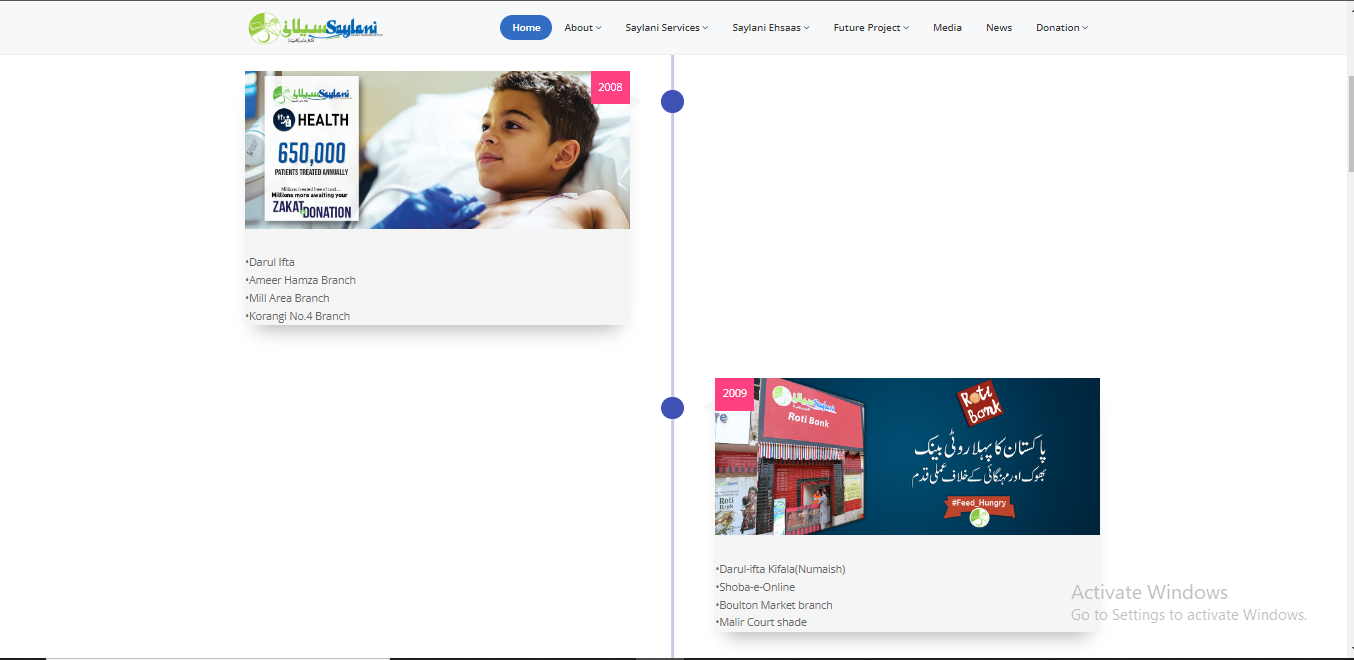 سیلانی Saylani
Home
About
Saylani Services
Saylani Ehsaas
Future Project
Media
News
Donation
2008
سیلانی Saylani
HEALTH
650,000
PATIENTS TREATED ANNUALLY
Millions treated free of cost....
Millions more awaiting your
ZAKAT DONATION
•Darul Ifta
•Ameer Hamza Branch
•Mill Area Branch
•Korangi No.4 Branch
2009
سیلانی Saylani
Roti Bank
Roti
Bank
Roti
Bank
پاکستان کا پہلا روٹی بینک
بھوک اور مہنگائی کے خلاف عملی قدم
#Feed_Hungry
•Darul-ifta Kifala(Numaish)
•Shoba-e-Online
•Boulton Market branch
•Malir Court shade
Activate Windows
Go to Settings to activate Windows.